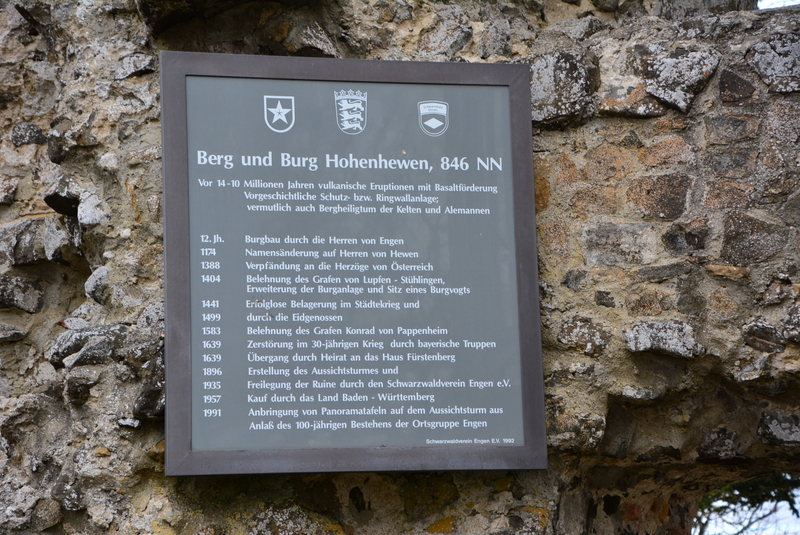 Berg und Burg Hohenhewen, 846 NN
Vor 14-10 Millionen Jahren vulkanische Eruptionen mit Basaltförderung
Vorgeschichtliche Schutz- bzw. Ringwallanlage;
vermutlich auch Bergheiligtum der Kelten und Alemannen
12. Jh. Burgbau durch die Herren von Engen
1174 Namensänderung auf Herren von Hewen
1388 Verpfändung an die Herzöge von Österreich
1404 Belehnung des Grafen von Lupfen - Stühlingen,
Erweiterung der Burganlage und Sitz eines Burgvogts
1441 Erfolglose Belagerung im Städtekrieg und
1499 durch die Eidgenossen
1583 Belehnung des Grafen Konrad von Pappenheim
1639 Zerstörung im 30-jährigen Krieg durch bayerische Truppen
1639 Übergang durch Heirat an das Haus Fürstenberg
1896 Erstellung des Aussichtsturmes und
1935 Freilegung der Ruine durch den Schwarzwaldverein Engen e.V.
1957 Kauf durch das Land Baden - Württemberg
1991 Anbringung von Panoramatafeln auf dem Aussichtsturm aus
Anlaß des 100-jährigen Bestehens der Ortsgruppe Engen
Schwarzwaldverein Engen E.V. 1992